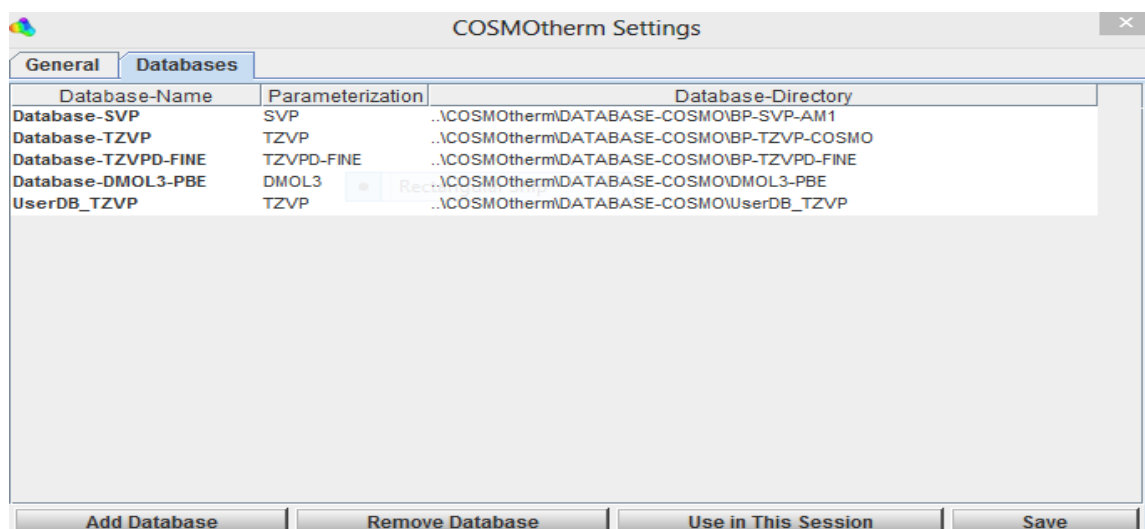 COSMOtherm Settings
General Databases
Database-Name Parameterization Database-Directory
Database-SVP SVP ..\COSMOtherm\DATABASE-COSMO\BP-SVP-AM1
Database-TZVP TZVP ..\COSMOtherm\DATABASE-COSMO\BP-TZVP-COSMO
Database-TZVPD-FINE TZVPD-FINE ..\COSMOtherm\DATABASE-COSMO\BP-TZVPD-FINE
Database-DMOL3-PBE DMOL3 ..\COSMOtherm\DATABASE-COSMO\DMOL3-PBE
UserDB_TZVP TZVP ..\COSMOtherm\DATABASE-COSMO\UserDB_TZVP
Add Database Remove Database Use in This Session Save